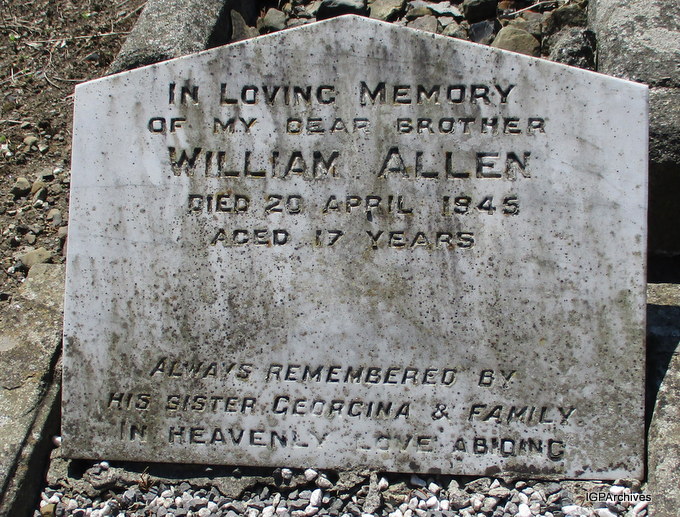 IN LOVING MEMORY
OF MY DEAR BROTHER
WILLIAM ALLEN
DIED 20 APRIL 1945
AGED 17 YEARS
ALWAYS REMEMBERED BY
HIS SISTER GEORGINA & FAMILY
IN HEAVENLY LOVE ABIDING
IGPArchives